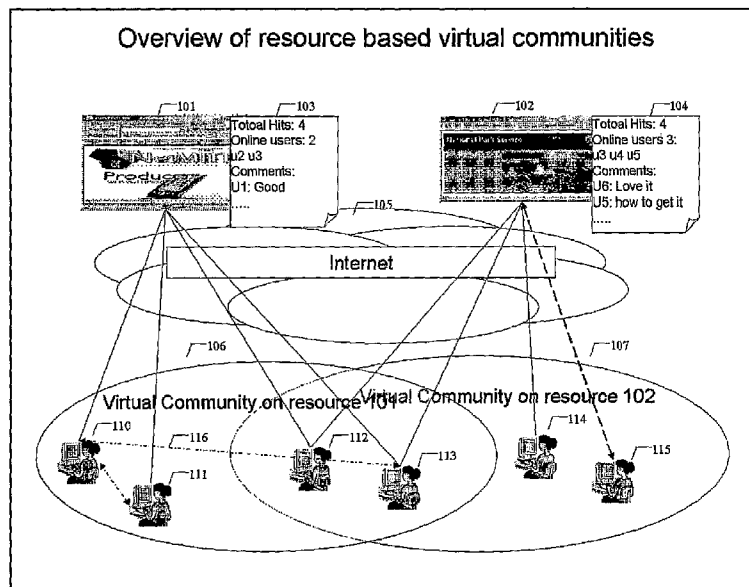 Overview of resource based virtual communities
101
103
102
104
Totoal Hits: 4
Online users: 2
u2 u3
Comments:
U1: Good
.....
Producer
Totoal Hits: 4
Online users 3:
u3 u4 u5
Comments:
U6: Love it
U5: how to get it
.....
105
Internet
106
107
Virtual Community on resource 101
Virtual Community on resource 102
110
116
112
114
111
113
115